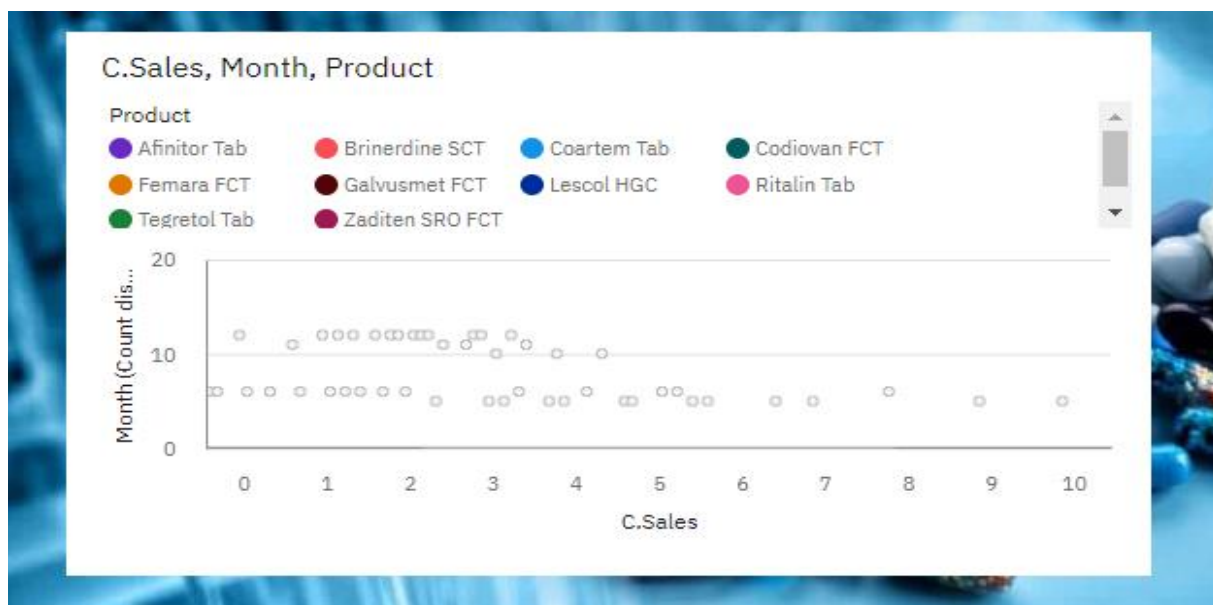 C.Sales, Month, Product
Product
Afinitor Tab Brinerdine SCT Coartem Tab Codiovan FCT
Femara FCT Galvusmet FCT Lescol HGC Ritalin Tab
Tegretol Tab Zaditen SRO FCT
Month (Count dis...
20
10
0
0 1 2 3 4 5 6 7 8 9 10
C.Sales